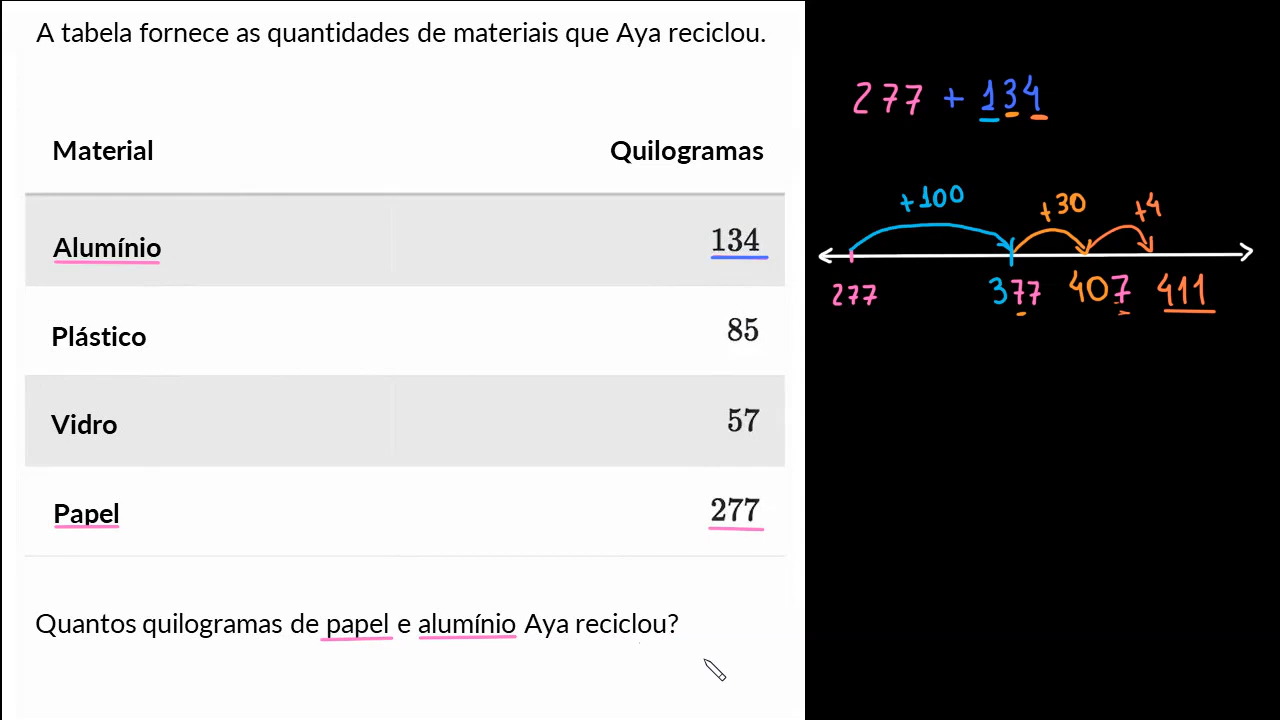 A tabela fornece as quantidades de materiais que Aya reciclou.
Material Quilogramas
Alumínio 134
Plástico 85
Vidro 57
Papel 277
Quantos quilogramas de papel e alumínio Aya reciclou?
277 + 134
+100 +30 +4
277 377 407 411